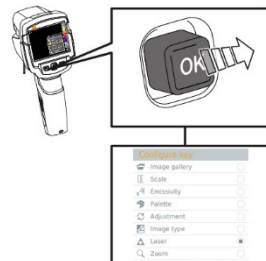 OK
Configure key
Image gallery
Scale
Emissivity
Palette
Adjustment
Image type
Laser
Zoom